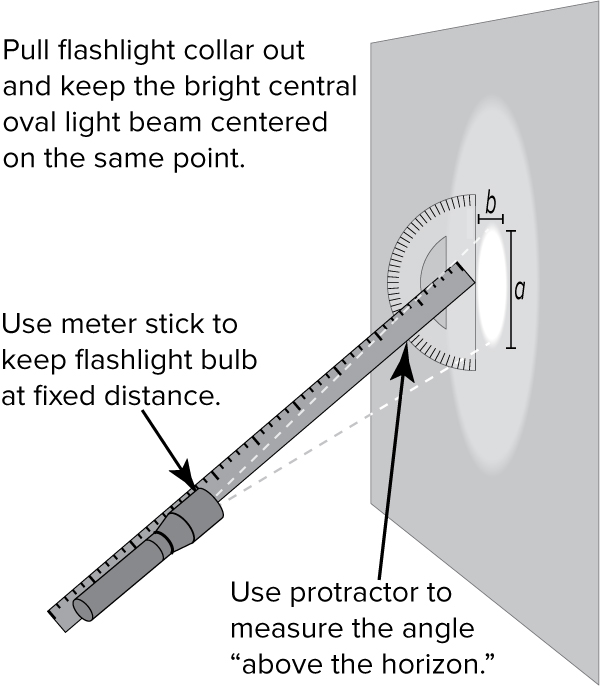 Pull flashlight collar out
and keep the bright central
oval light beam centered
on the same point.
b
a
Use meter stick to
keep flashlight bulb
at fixed distance.
Use protractor to
measure the angle
“above the horizon.”